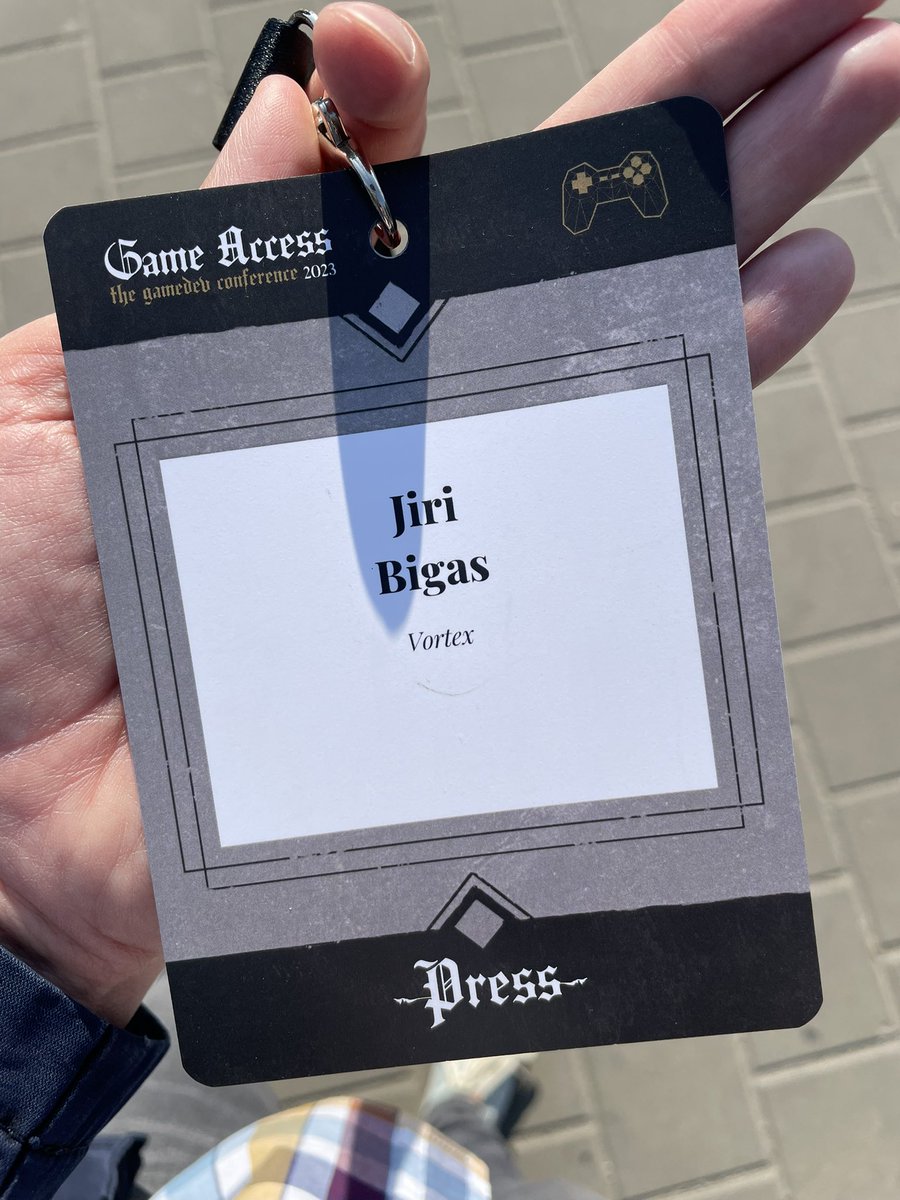 Game Access
the gamedev conference 2023
Jiri
Bigas
Vortex
Press